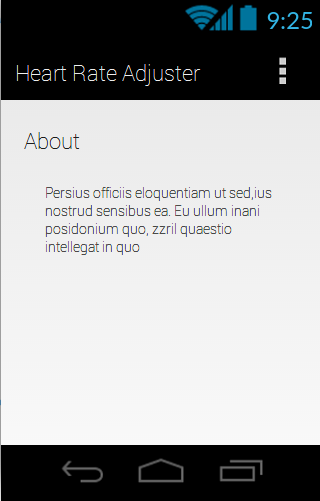 9:25
Heart Rate Adjuster
About
Persius officiis eloquentiam ut sed,ius
nostrud sensibus ea. Eu ullum inani
posidonium quo, zzril quaestio
intellegat in quo